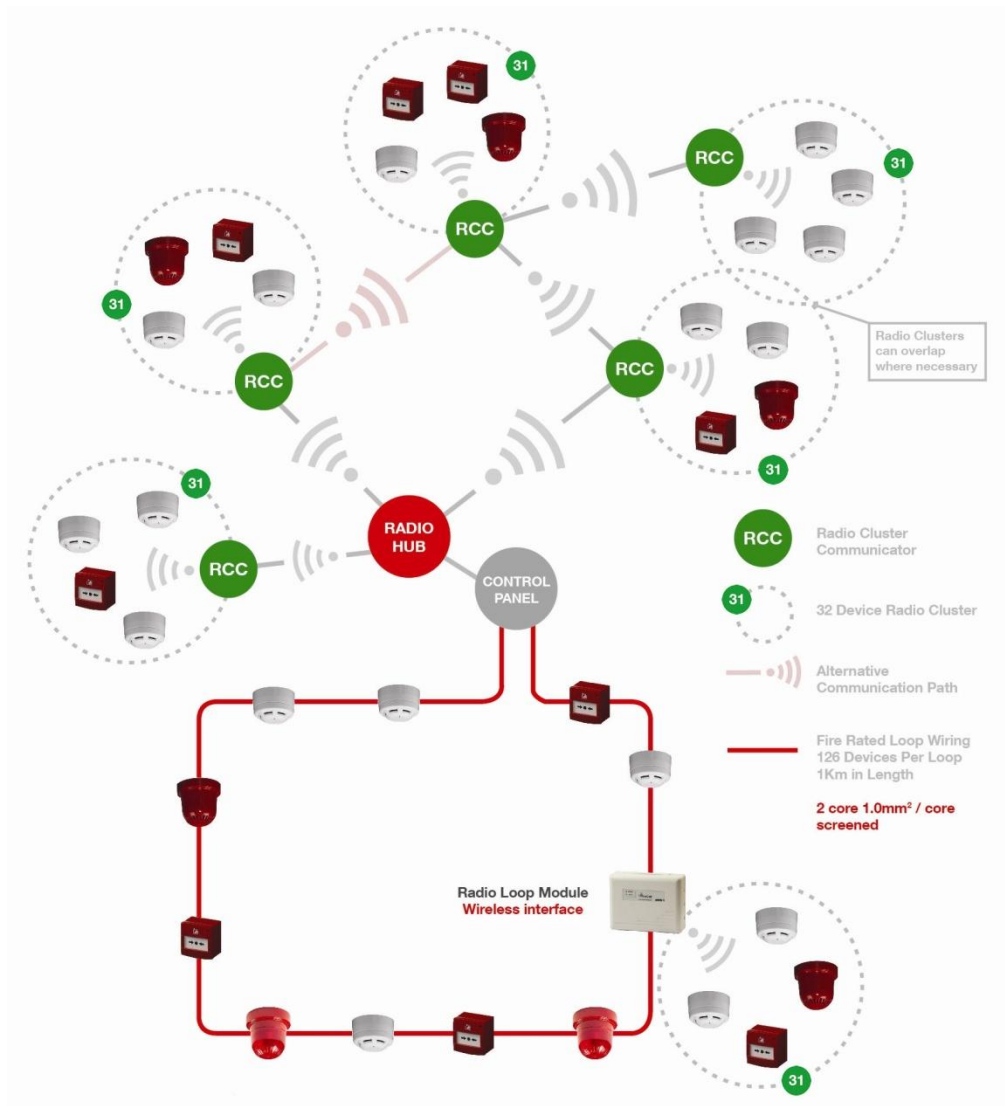 31
RCC
31
RCC
31
RCC
31
RCC
Radio Clusters
can overlap
where necessary
31
31
RADIO
HUB
RCC
CONTROL
PANEL
RCC
Radio Cluster
Communicator
31
32 Device Radio Cluster
Alternative
Communication Path
Fire Rated Loop Wiring
126 Devices Per Loop
1Km in Length
2 core 1.0mm² / core
screened
Radio Loop Module
Wireless interface
31